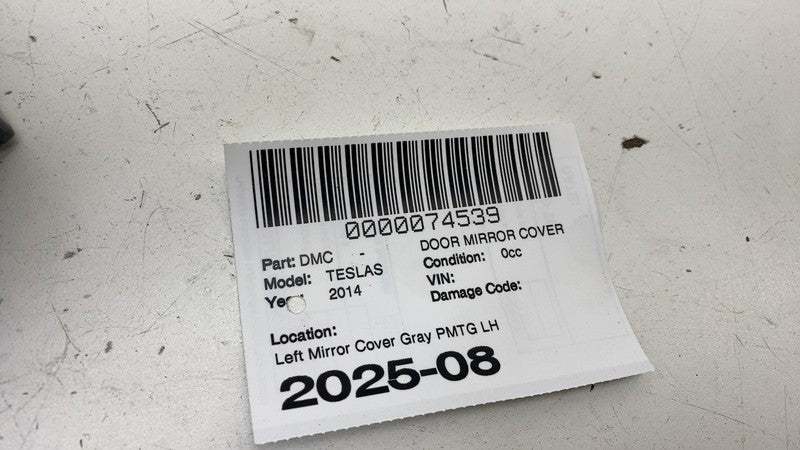 0000074539
Part: DMC - DOOR MIRROR COVER
Model: TESLAS Condition: 0cc
2014 VIN:
Damage Code:
Location:
Left Mirror Cover Gray PMTG LH
2025-08